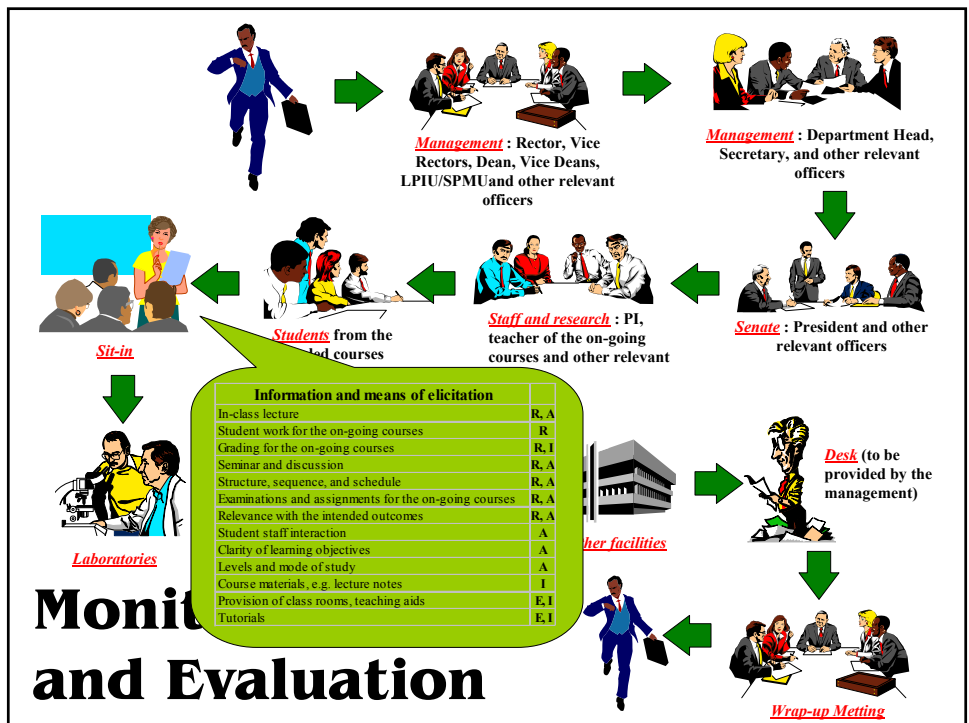 Management : Rector, Vice
Rectors, Dean, Vice Deans,
LPIU/SPMUand other relevant
officers
Management : Department Head,
Secretary, and other relevant
officers
Sit-in
Students from the
courses
Staff and research : PI,
teacher of the on-going
courses and other relevant
Senate : President and other
relevant officers
Information and means of elicitation
In-class lecture R, A
Student work for the on-going courses R
Grading for the on-going courses R, I
Seminar and discussion R, A
Structure, sequence, and schedule R, A
Examinations and assignments for the on-going courses R, A
Relevance with the intended outcomes R, A
Student staff interaction A
Clarity of learning objectives A
Levels and mode of study A
Course materials, e.g. lecture notes I
Provision of class rooms, teaching aids E, I
Tutorials E, I
Laboratories
facilities
Desk (to be
provided by the
management)
and Evaluation
Wrap-up Metting